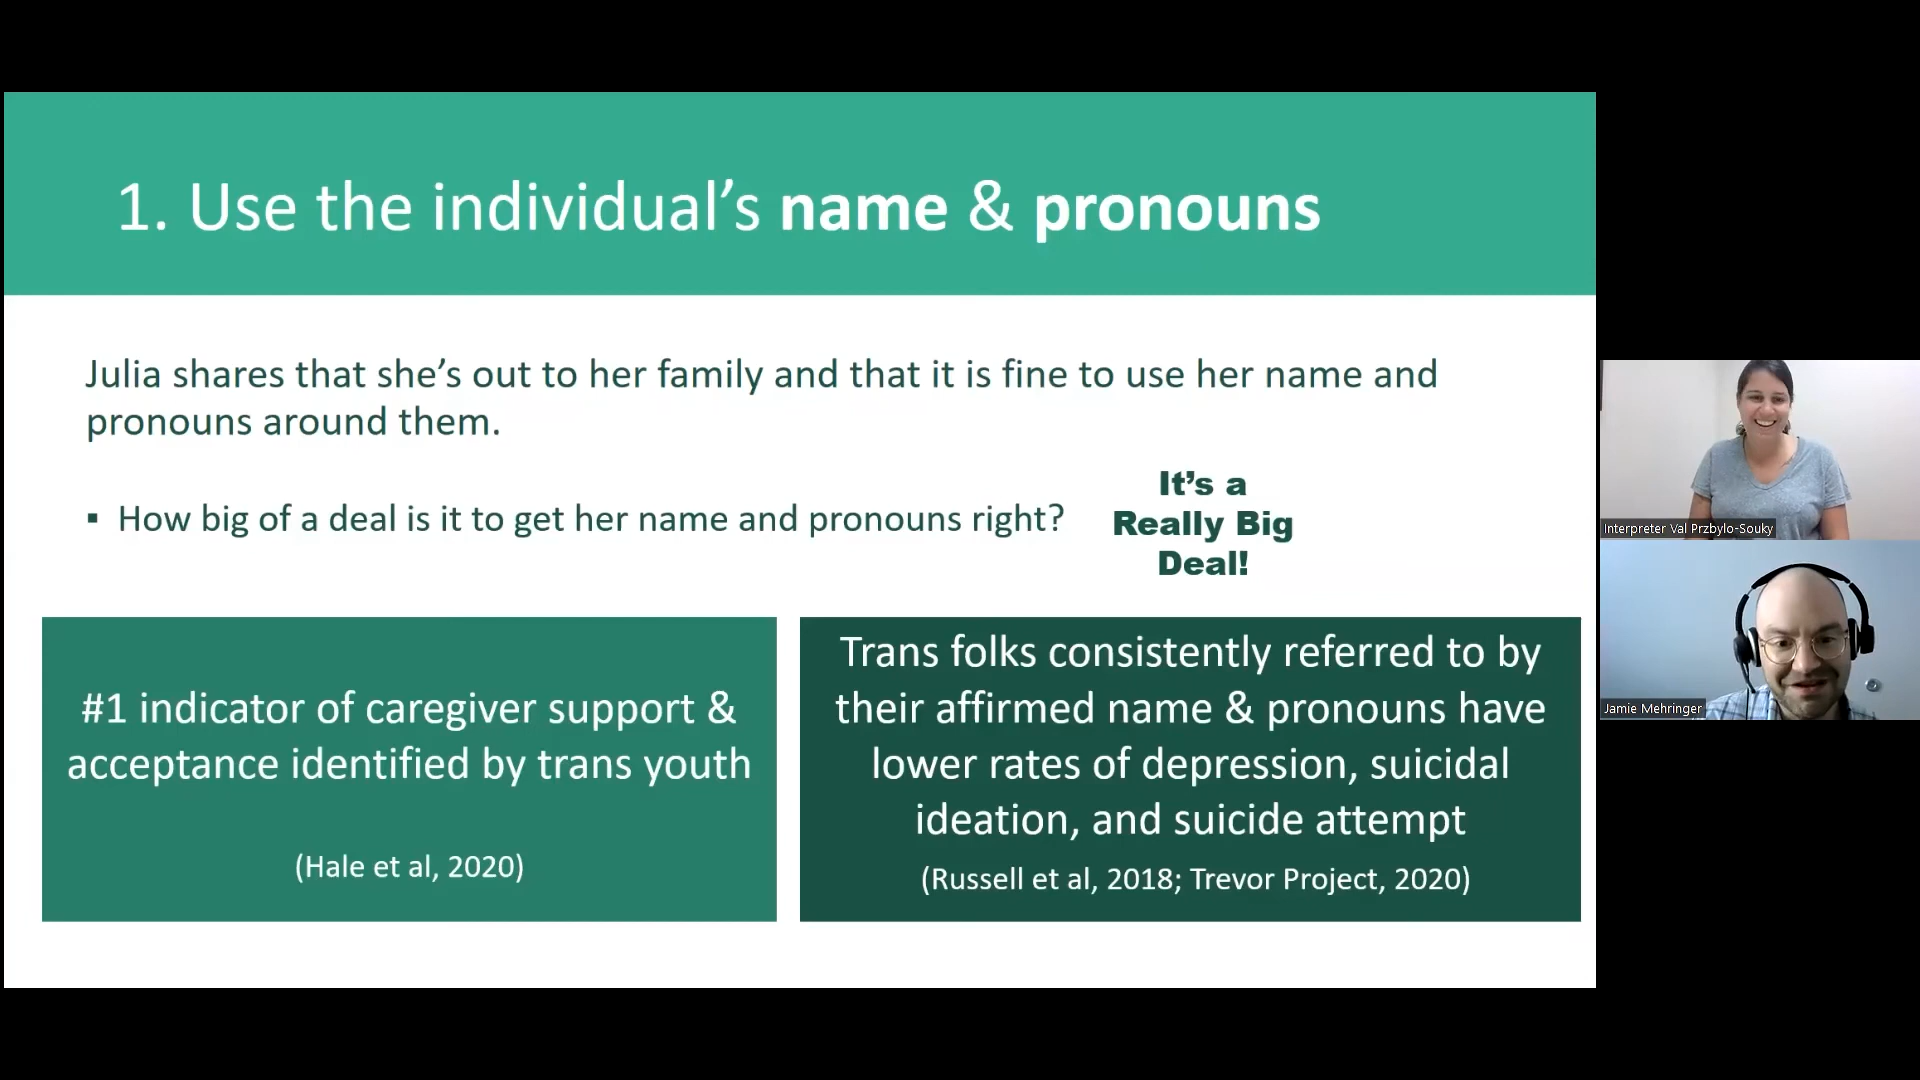 1. Use the individual’s name & pronouns
Julia shares that she’s out to her family and that it is fine to use her name and
pronouns around them.
▪ How big of a deal is it to get her name and pronouns right?
It’s a
Really Big
Deal!
#1 indicator of caregiver support &
acceptance identified by trans youth
(Hale et al, 2020)
Trans folks consistently referred to by
their affirmed name & pronouns have
lower rates of depression, suicidal
ideation, and suicide attempt
(Russell et al, 2018; Trevor Project, 2020)
Interpreter Val Przbylo-Souky
Jamie Mehringer